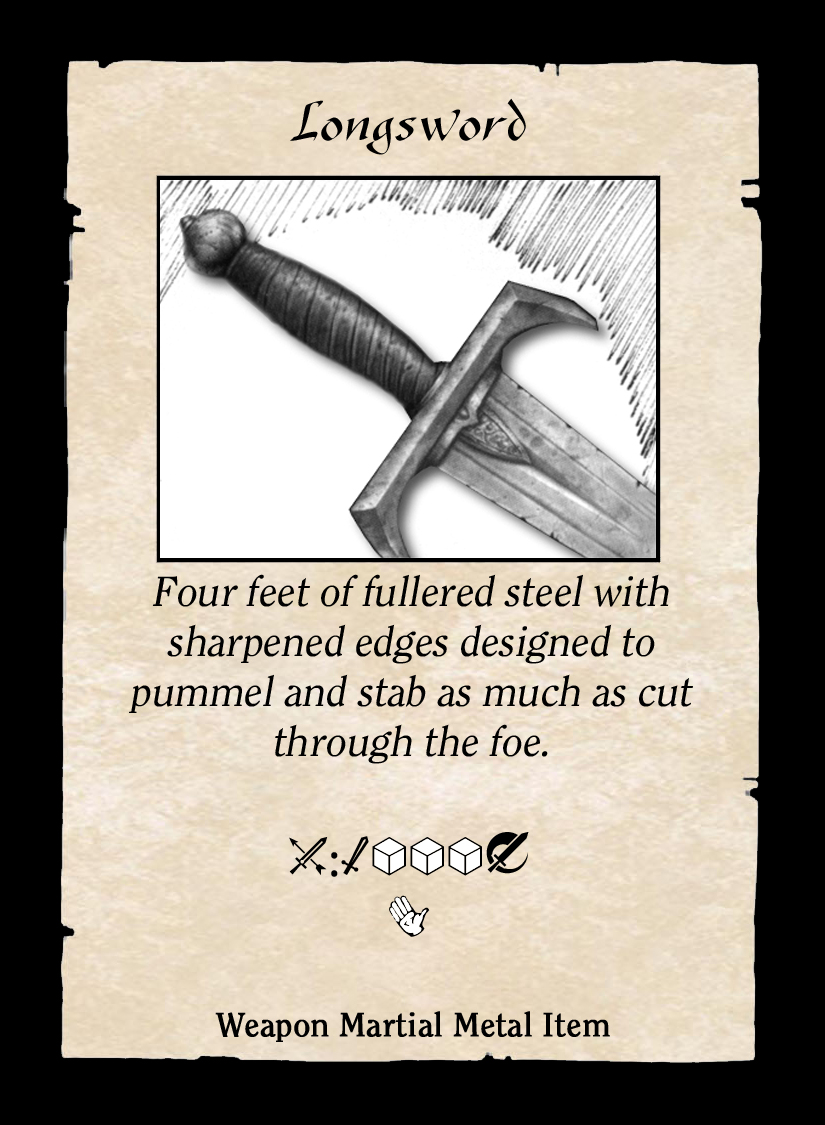 Longsword
Four feet of fullered steel with
sharpened edges designed to
pummel and stab as much as cut
through the foe.
:
Weapon Martial Metal Item